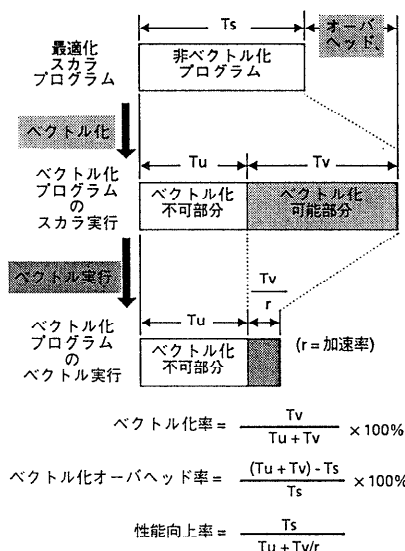 Ts
オーバ
ヘッド、
最適化
スカラ
プログラム
非ベクトル化
プログラム
ベクトル化
Tu
Tv
ベクトル化
プログラム
の
スカラ実行
ベクトル化
不可部分
ベクトル化
可能部分
ベクトル実行
Tv
r
Tu
(r = 加速率)
ベクトル化
プログラム
の
ベクトル実行
ベクトル化
不可部分
ベクトル化率 = Tv / Tu + Tv × 100%
ベクトル化オーバヘッド率 = (Tu + Tv) - Ts / Ts × 100%
性能向上率 = Ts / Tu + Tv/r